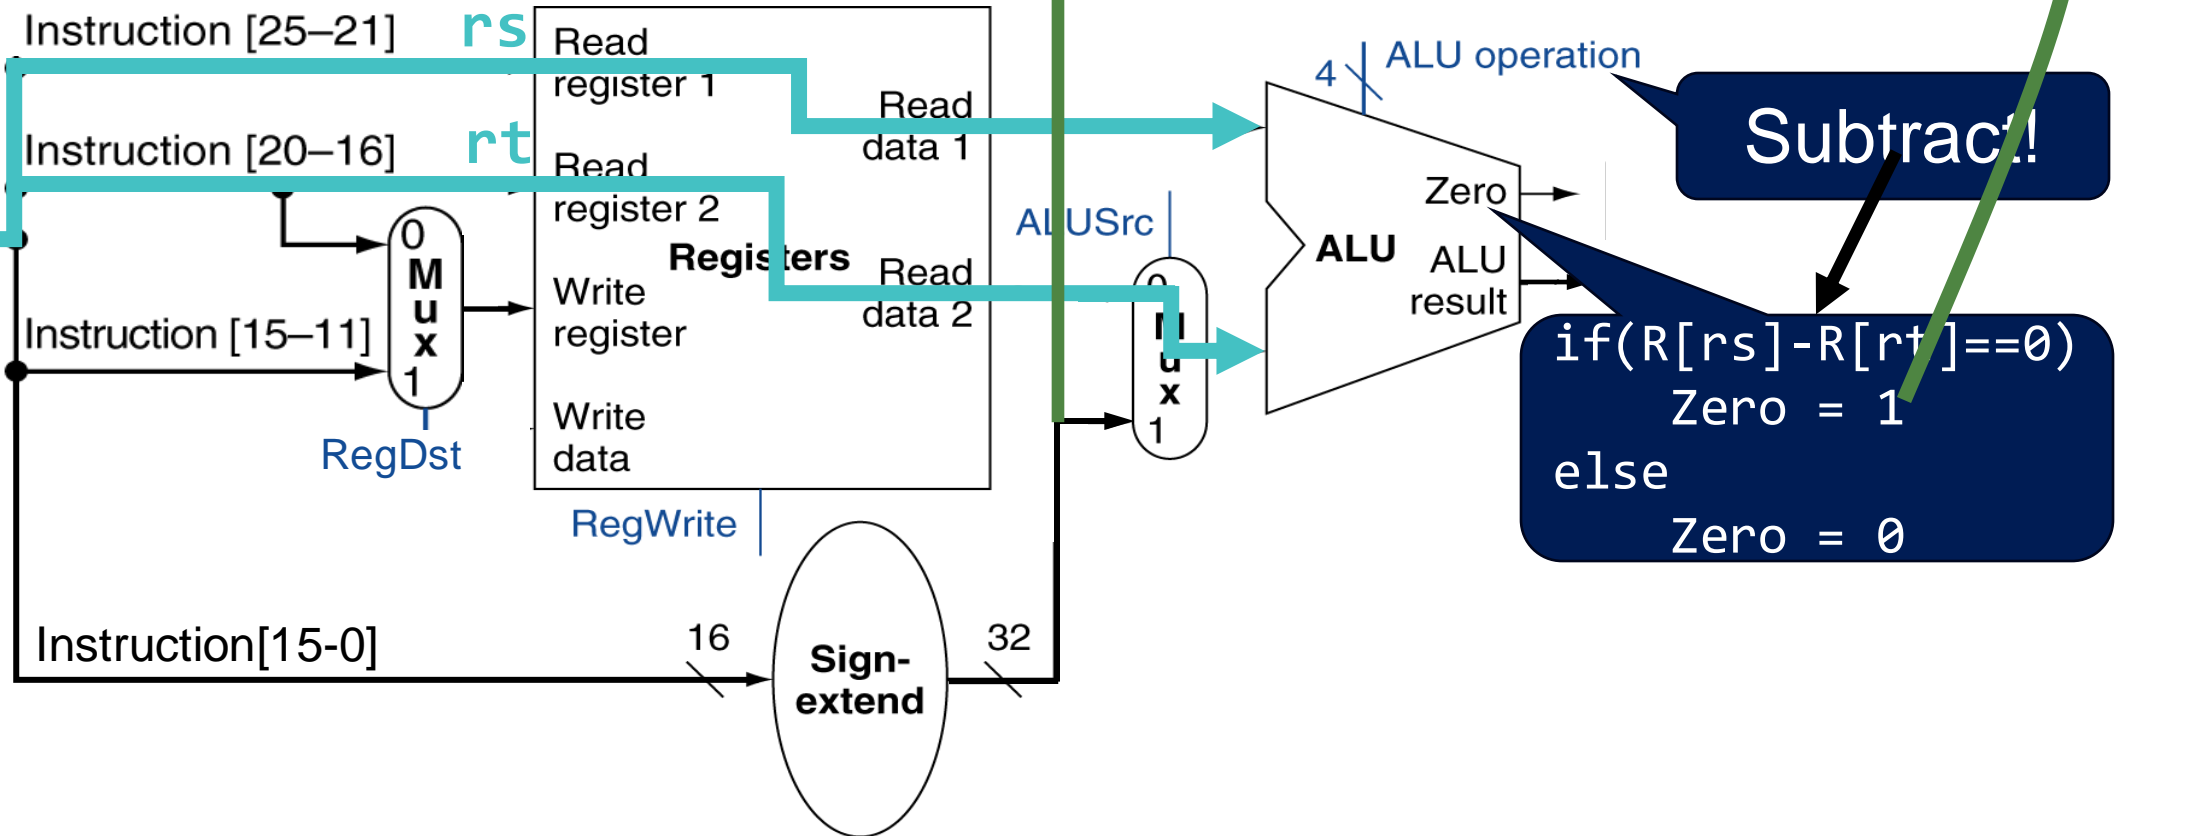 Instruction [25–21]
rs
Read
register 1
Read
data 1
4
ALU operation
Subtract!
Instruction [20–16]
rt
Read
register 2
Registers
Read
data 2
ALUSrc
Zero
ALU
ALU
result
0
M
u
x
1
RegDst
Instruction [15–11]
Write
register
Write
data
RegWrite
0
M
u
x
1
if(R[rs]-R[rt]==0)
Zero = 1
else
Zero = 0
Instruction[15-0]
16
Sign-
extend
32